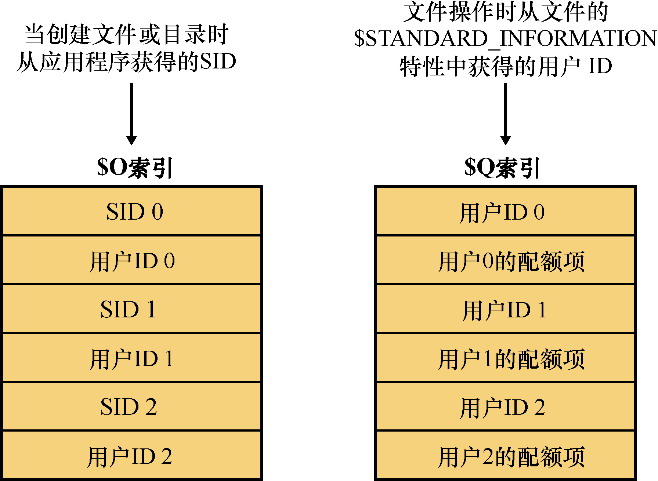 当创建文件或目录时
从应用程序获得的SID
$O索引
SID 0
用户ID 0
SID 1
用户ID 1
SID 2
用户ID 2
文件操作时从文件的
$STANDARD_INFORMATION
特性中获得的用户 ID
$Q索引
用户ID 0
用户0的配额项
用户ID 1
用户1的配额项
用户ID 2
用户2的配额项